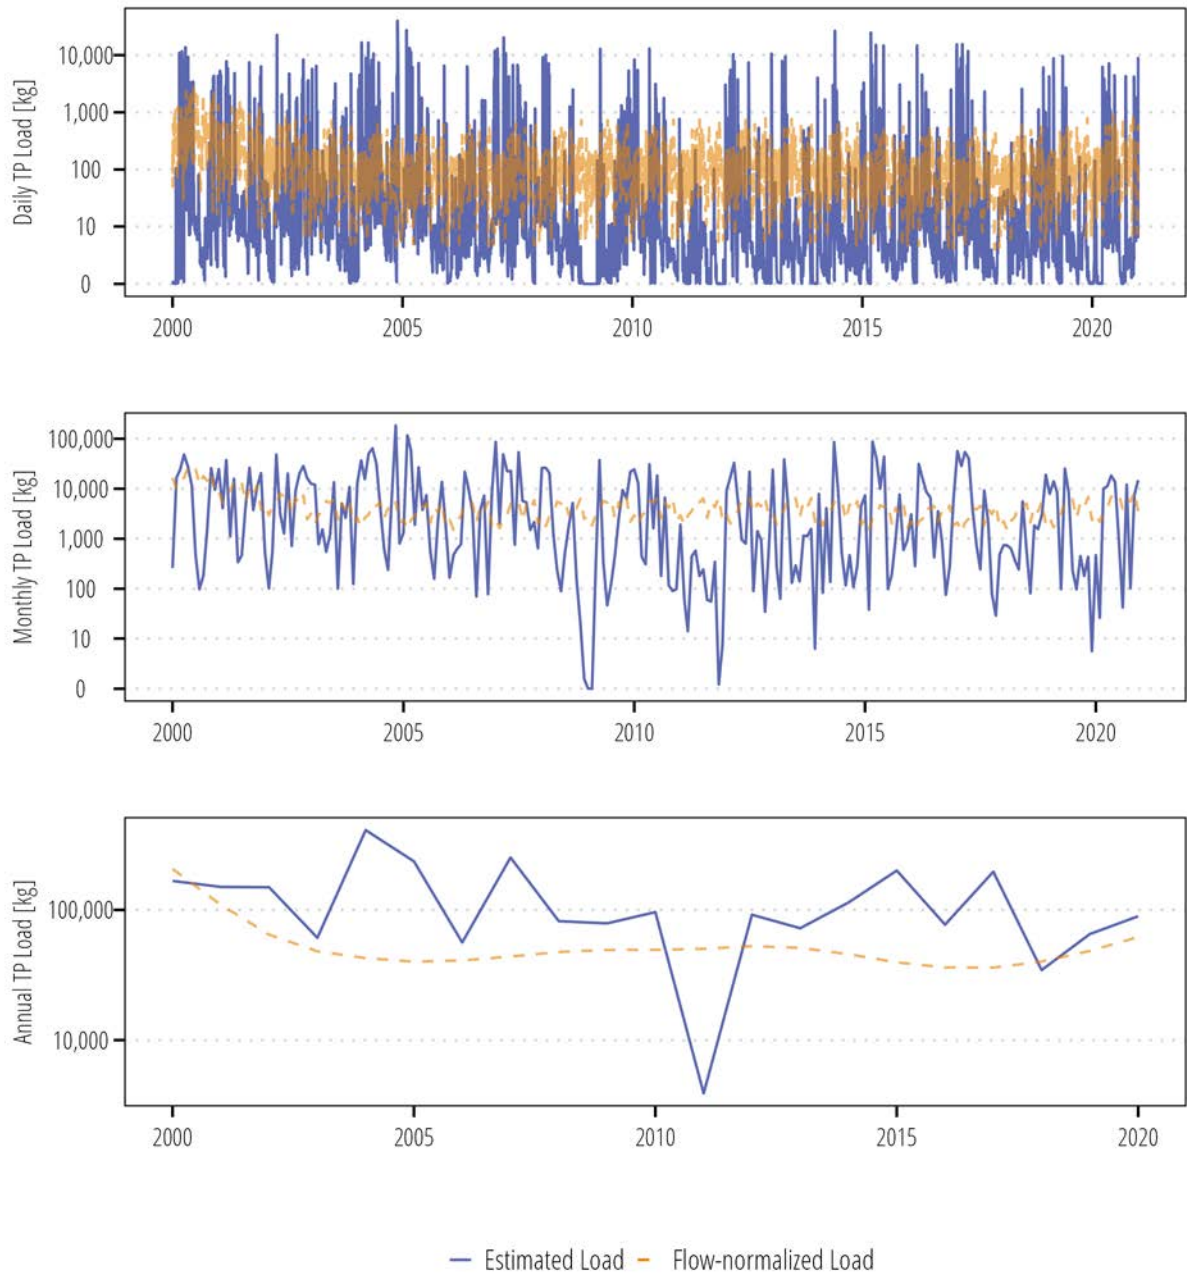 Daily TP Load [kg]
10,000
1,000
100
10
0
2000 2005 2010 2015 2020
Monthly TP Load [kg]
100,000
10,000
1,000
100
10
0
2000 2005 2010 2015 2020
Annual TP Load [kg]
100,000
10,000
2000 2005 2010 2015 2020
Estimated Load Flow-normalized Load